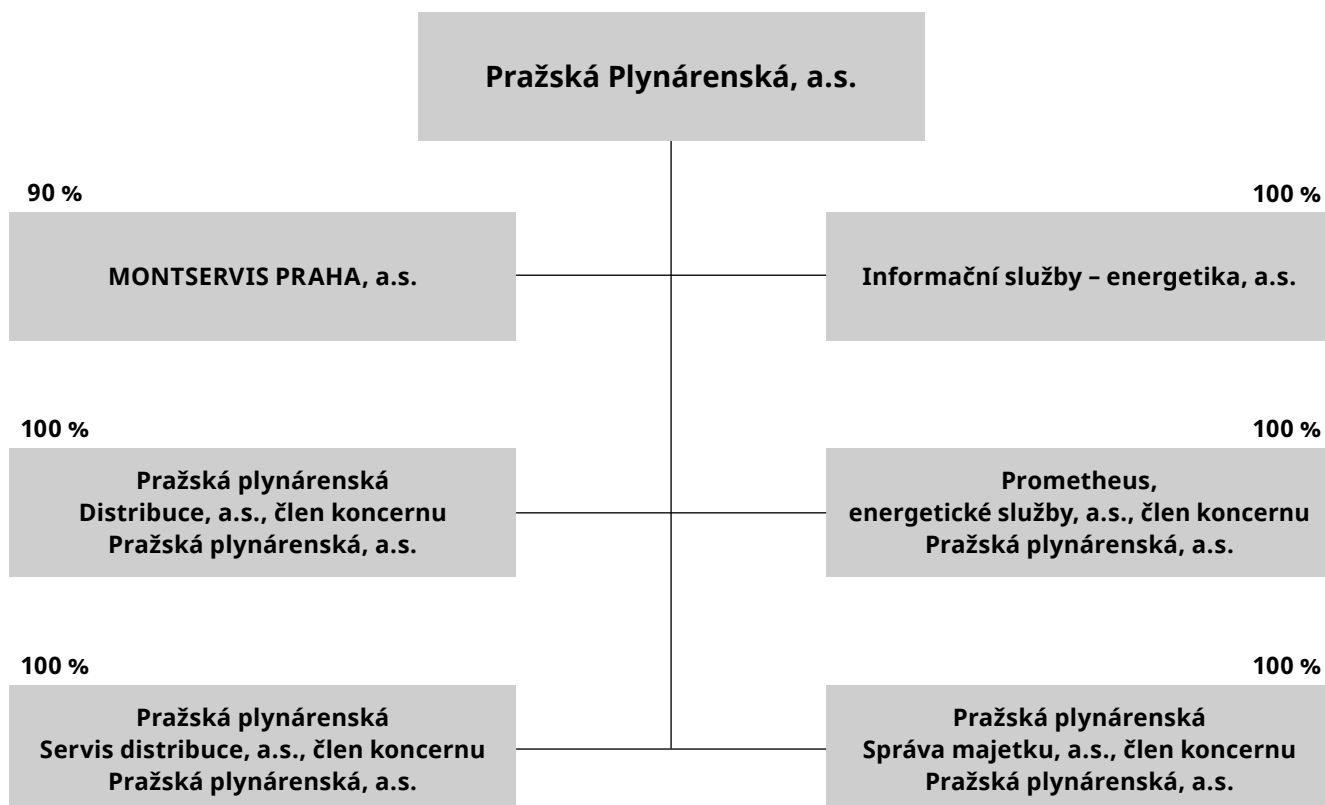 Pražská Plynárenská, a.s.
90 %
MONTSERVIS PRAHA, a.s.
100 %
Informační služby – energetika, a.s.
100 %
Pražská plynárenská
Distribuce, a.s., člen koncernu
Pražská plynárenská, a.s.
100 %
Prometheus,
energetické služby, a.s., člen koncernu
Pražská plynárenská, a.s.
100 %
Pražská plynárenská
Servis distribuce, a.s., člen koncernu
Pražská plynárenská, a.s.
100 %
Pražská plynárenská
Správa majetku, a.s., člen koncernu
Pražská plynárenská, a.s.